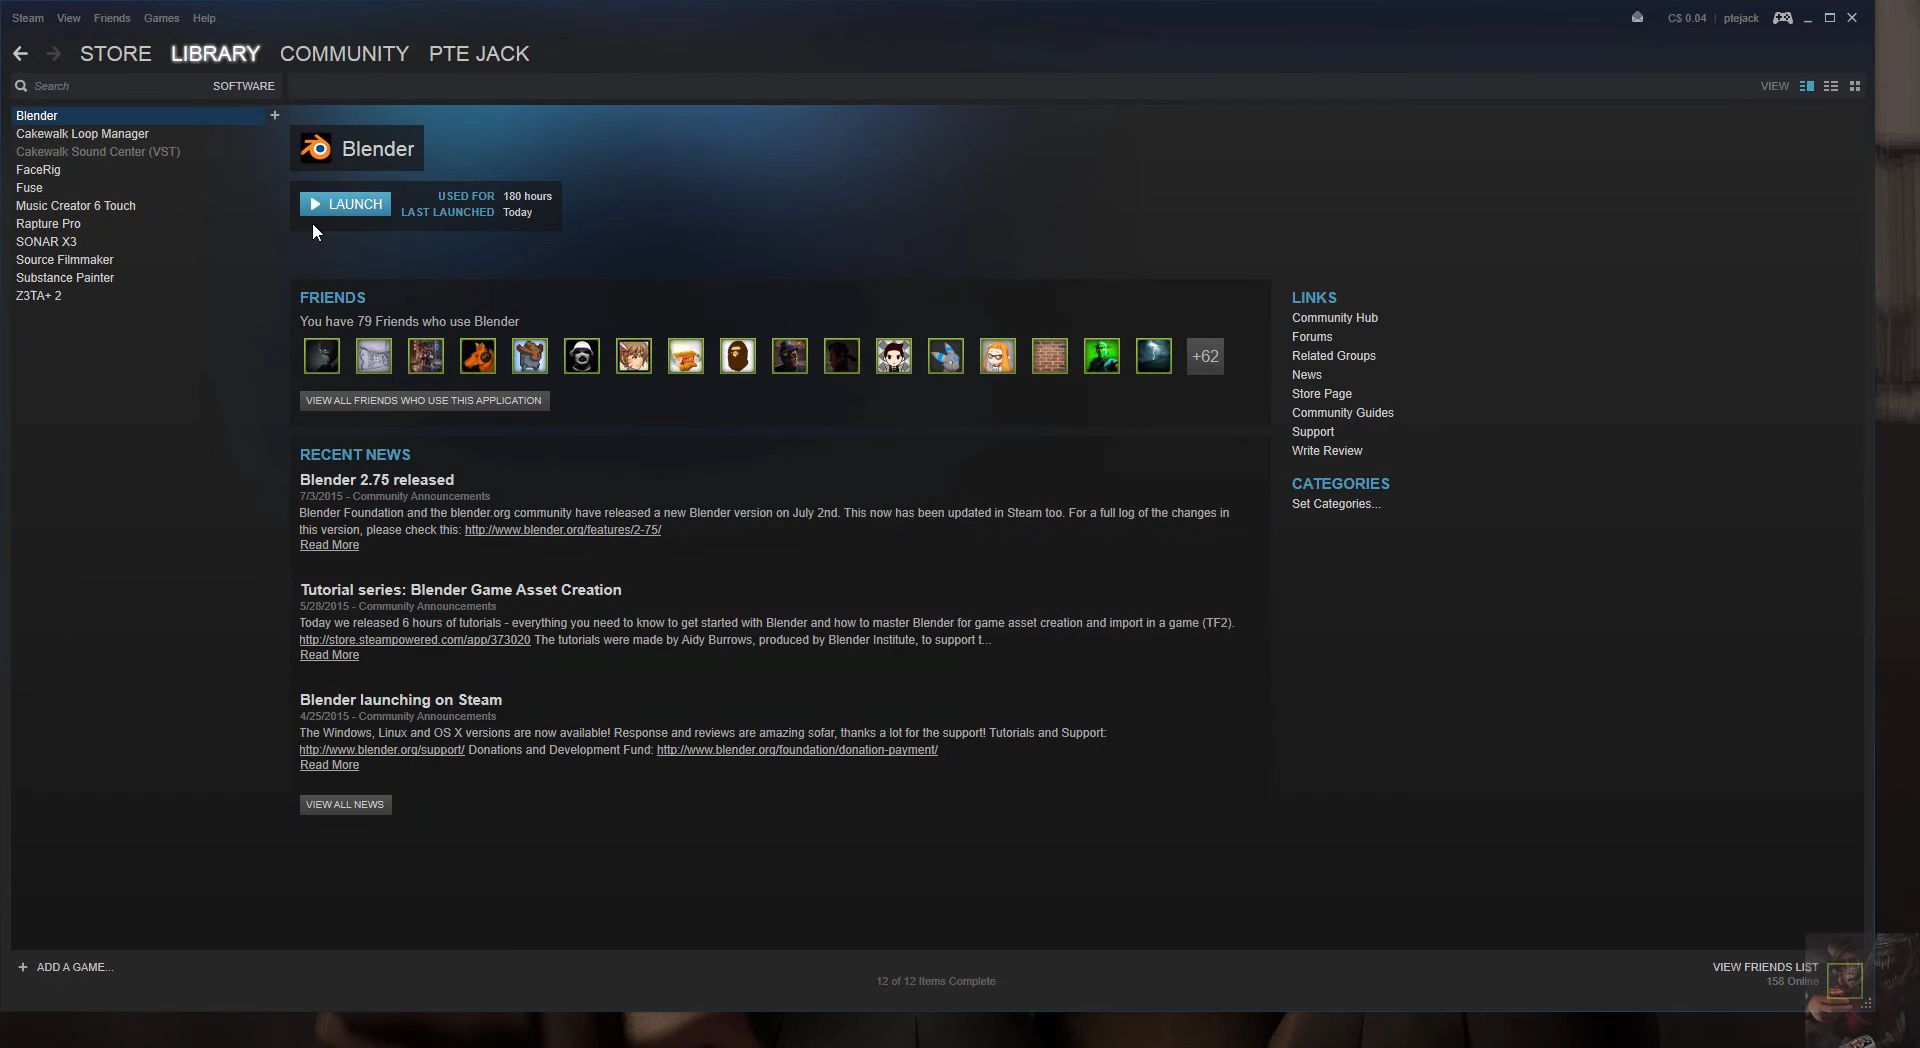 Steam View Friends Games Help
C$ 0.04 | ptejack
STORE LIBRARY COMMUNITY PTE JACK
Search SOFTWARE
VIEW
Blender +
Cakewalk Loop Manager
Cakewalk Sound Center (VST)
FaceRig
Fuse
Music Creator 6 Touch
Rapture Pro
SONAR X3
Source Filmmaker
Substance Painter
Z3TA+ 2
Blender
LAUNCH
USED FOR 180 hours
LAST LAUNCHED Today
FRIENDS
You have 79 Friends who use Blender
+62
VIEW ALL FRIENDS WHO USE THIS APPLICATION
RECENT NEWS
Blender 2.75 released
7/3/2015 - Community Announcements
Blender Foundation and the blender.org community have released a new Blender version on July 2nd. This now has been updated in Steam too. For a full log of the changes in
this version, please check this: http://www.blender.org/features/2-75/
Read More
Tutorial series: Blender Game Asset Creation
5/28/2015 - Community Announcements
Today we released 6 hours of tutorials - everything you need to know to get started with Blender and how to master Blender for game asset creation and import in a game (TF2).
http://store.steampowered.com/app/373020 The tutorials were made by Aidy Burrows, produced by Blender Institute, to support t...
Read More
Blender launching on Steam
4/25/2015 - Community Announcements
The Windows, Linux and OS X versions are now available! Response and reviews are amazing sofar, thanks a lot for the support! Tutorials and Support:
http://www.blender.org/support/ Donations and Development Fund: http://www.blender.org/foundation/donation-payment/
Read More
VIEW ALL NEWS
LINKS
Community Hub
Forums
Related Groups
News
Store Page
Community Guides
Support
Write Review
CATEGORIES
Set Categories...
+ ADD A GAME...
12 of 12 Items Complete
VIEW FRIENDS LIST
158 Online